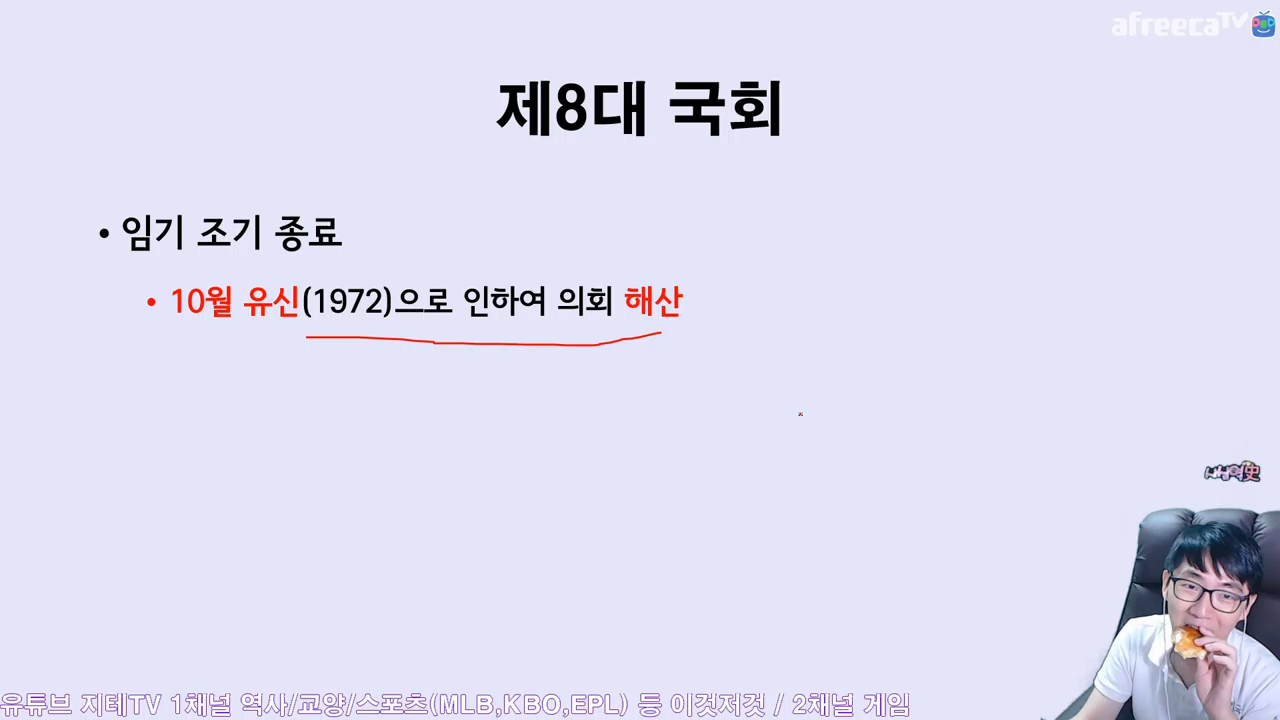 afreecaTV
제8대 국회
• 임기 조기 종료
• 10월 유신(1972)으로 인하여 의회 해산
유튜브 지테TV 1채널 역사/교양/스포츠(MLB,KBO,EPL) 등 이것저것 / 2채널 게임